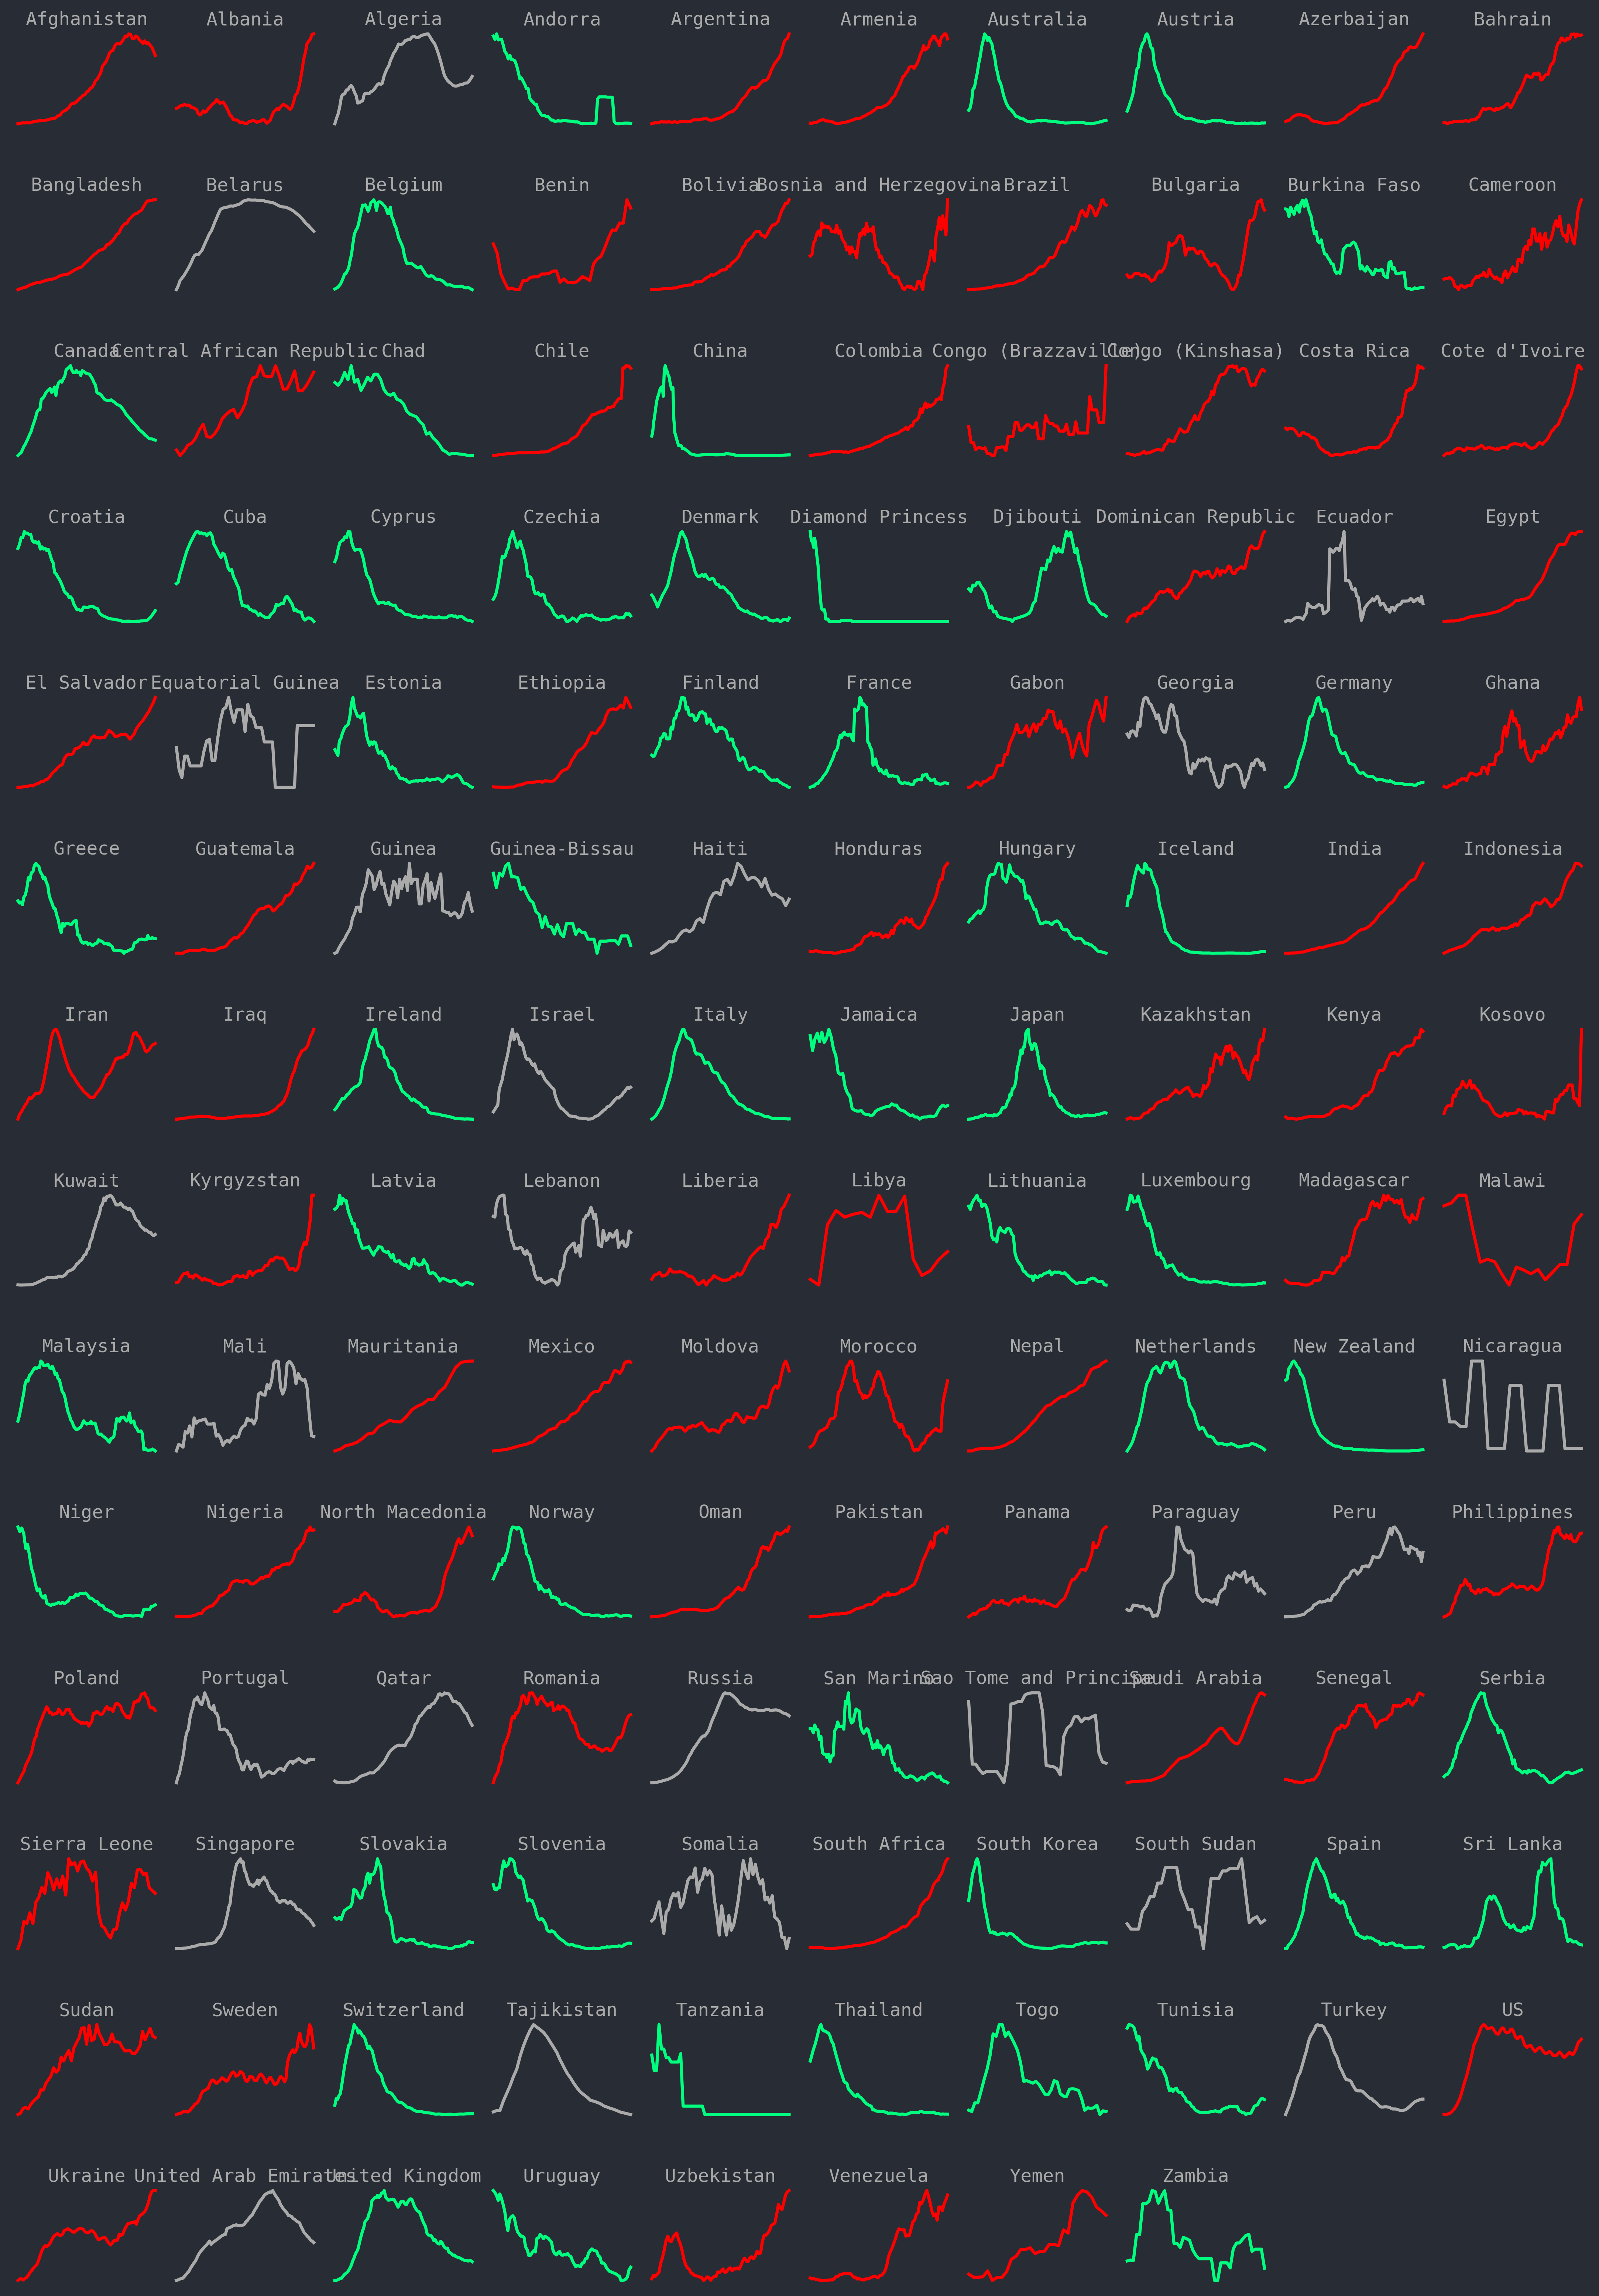 Afghanistan Albania Algeria Andorra Argentina Armenia Australia Austria Azerbaijan Bahrain
Bangladesh Belarus Belgium Benin Bolivia Bosnia and Herzegovina Brazil Bulgaria Burkina Faso Cameroon
Canada Central African Republic Chad Chile China Colombia Congo (Brazzaville) Congo (Kinshasa) Costa Rica Cote d'Ivoire
Croatia Cuba Cyprus Czechia Denmark Diamond Princess Djibouti Dominican Republic Ecuador Egypt
El Salvador Equatorial Guinea Estonia Ethiopia Finland France Gabon Georgia Germany Ghana
Greece Guatemala Guinea Guinea-Bissau Haiti Honduras Hungary Iceland India Indonesia
Iran Iraq Ireland Israel Italy Jamaica Japan Kazakhstan Kenya Kosovo
Kuwait Kyrgyzstan Latvia Lebanon Liberia Libya Lithuania Luxembourg Madagascar Malawi
Malaysia Mali Mauritania Mexico Moldova Morocco Nepal Netherlands New Zealand Nicaragua
Niger Nigeria North Macedonia Norway Oman Pakistan Panama Paraguay Peru Philippines
Poland Portugal Qatar Romania Russia San Marino Sao Tome and Principe Saudi Arabia Senegal Serbia
Sierra Leone Singapore Slovakia Slovenia Somalia South Africa South Korea South Sudan Spain Sri Lanka
Sudan Sweden Switzerland Tajikistan Tanzania Thailand Togo Tunisia Turkey US
Ukraine United Arab Emirates United Kingdom Uruguay Uzbekistan Venezuela Yemen Zambia